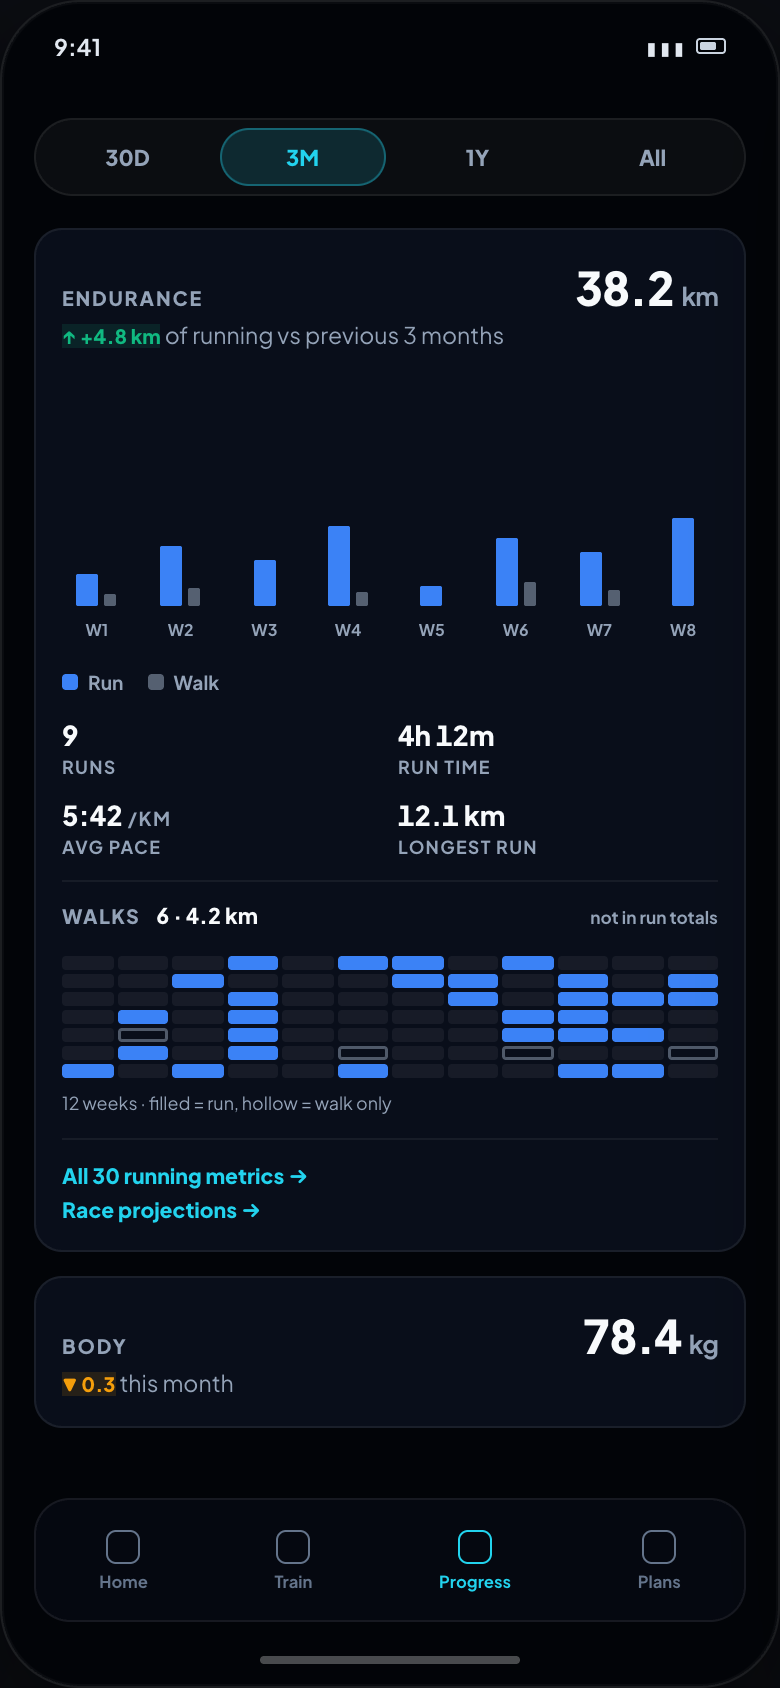 9:41
30D 3M 1Y All
ENDURANCE 38.2 km
↑ +4.8 km of running vs previous 3 months
W1 W2 W3 W4 W5 W6 W7 W8
Run Walk
9 4h 12m
RUNS RUN TIME
5:42 /KM 12.1 km
AVG PACE LONGEST RUN
WALKS 6 · 4.2 km not in run totals
12 weeks · filled = run, hollow = walk only
All 30 running metrics →
Race projections →
BODY 78.4 kg
▼ 0.3 this month
Home Train Progress Plans